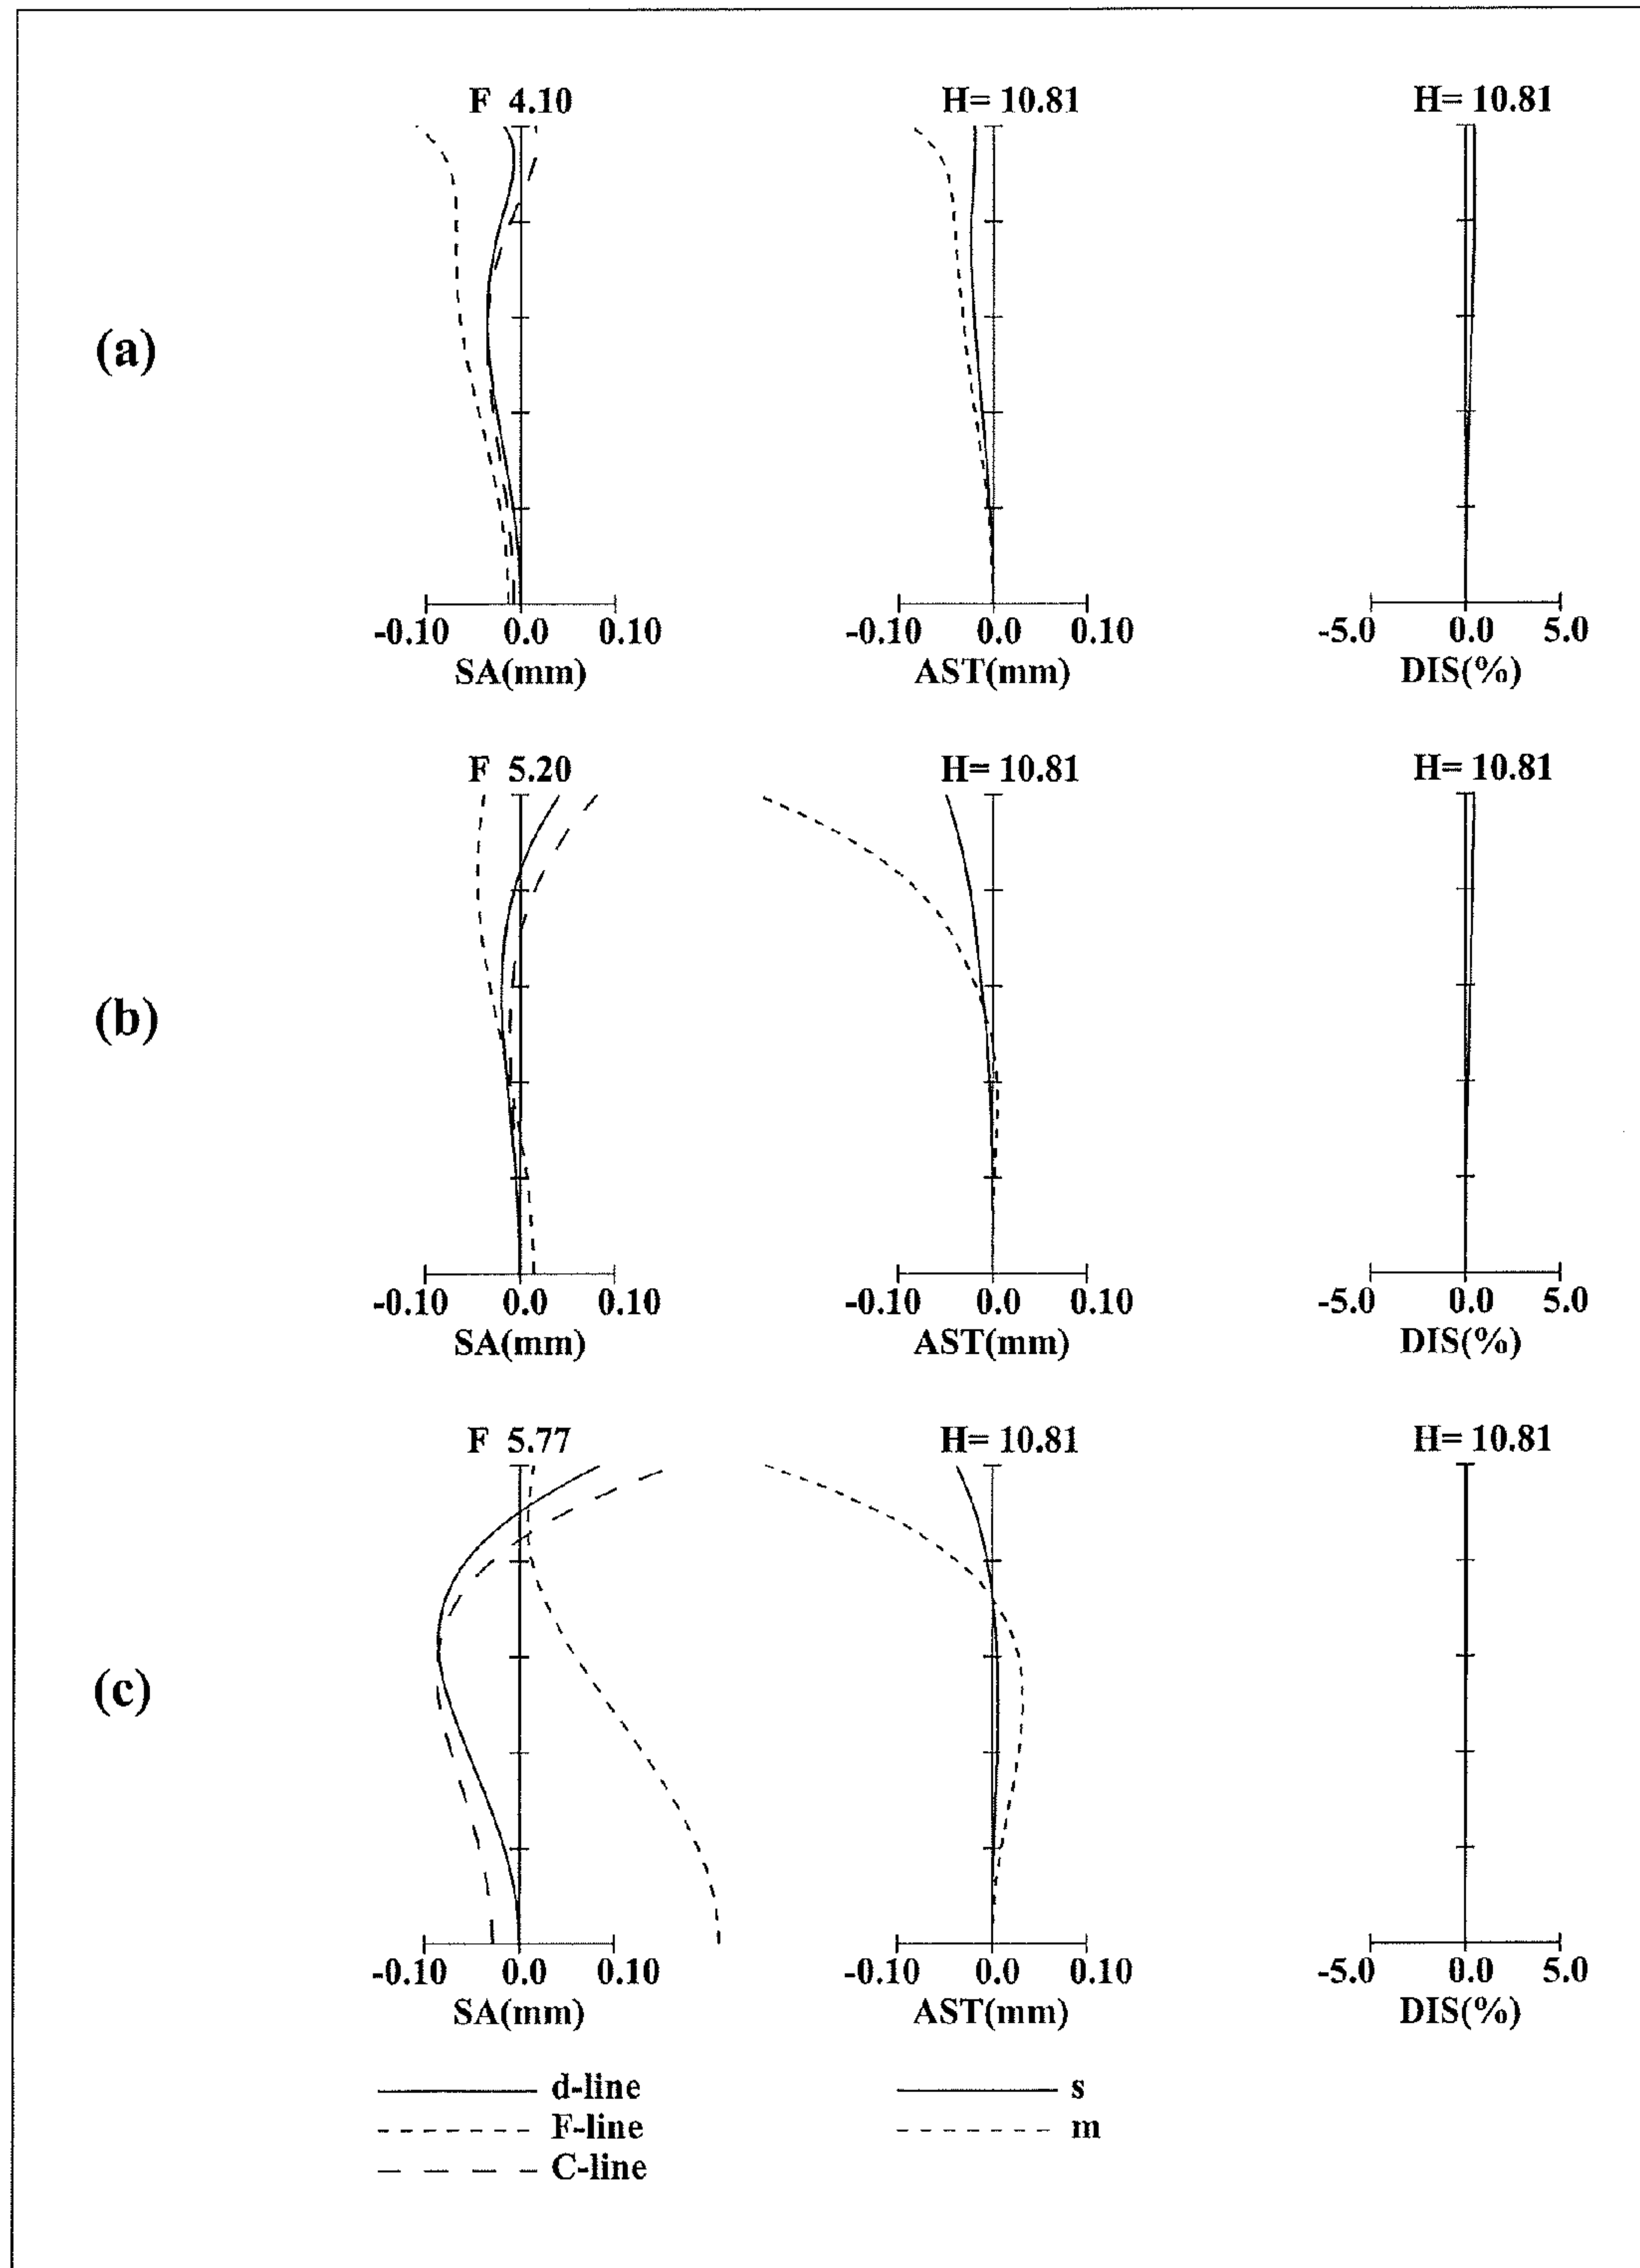 F 4.10 H= 10.81 H= 10.81
(a)
-0.10 0.0 0.10 -0.10 0.0 0.10 -5.0 0.0 5.0
SA(mm) AST(mm) DIS(%)
F 5.20 H= 10.81 H= 10.81
(b)
-0.10 0.0 0.10 -0.10 0.0 0.10 -5.0 0.0 5.0
SA(mm) AST(mm) DIS(%)
F 5.77 H= 10.81 H= 10.81
(c)
-0.10 0.0 0.10 -0.10 0.0 0.10 -5.0 0.0 5.0
SA(mm) AST(mm) DIS(%)
d-line s
F-line m
C-line